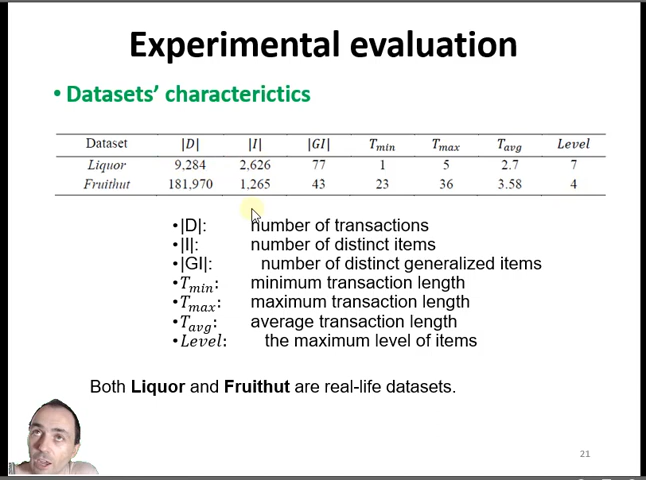 Experimental evaluation
• Datasets' characterictics
Dataset |D| |I| |GI| Tmin Tmax Tavg Level
Liquor 9,284 2,626 77 1 5 2.7 7
Fruithut 181,970 1,265 43 23 36 3.58 4
•|D|: number of transactions
•|I|: number of distinct items
•|GI|: number of distinct generalized items
•Tmin: minimum transaction length
•Tmax: maximum transaction length
•Tavg: average transaction length
•Level: the maximum level of items
Both Liquor and Fruithut are real-life datasets.
21